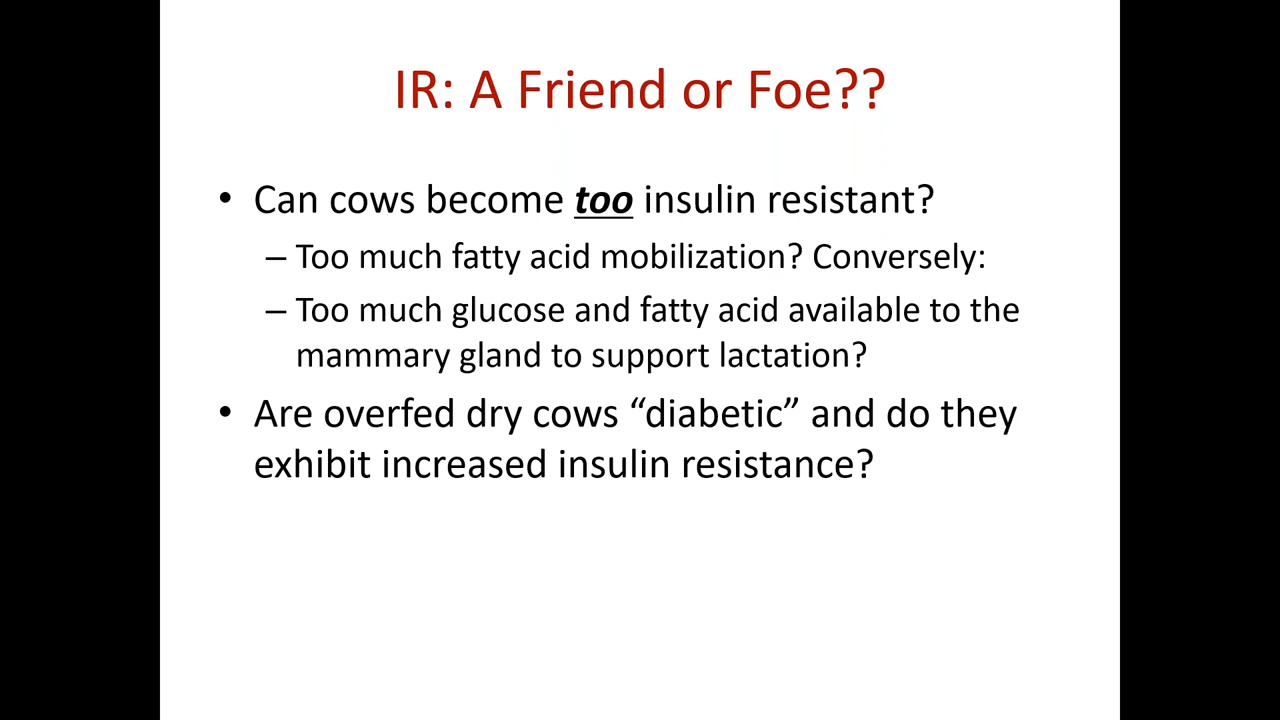 IR: A Friend or Foe??
• Can cows become too insulin resistant?
– Too much fatty acid mobilization? Conversely:
– Too much glucose and fatty acid available to the
mammary gland to support lactation?
• Are overfed dry cows “diabetic” and do they
exhibit increased insulin resistance?